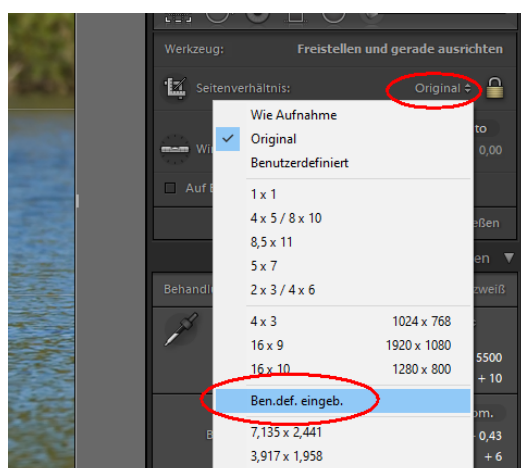 Werkzeug: Freistellen und gerade ausrichten
Seitenverhältnis: Original
Wie Aufnahme
Original
Benutzerdefiniert
0,00
1 x 1
Auf
4 x 5 / 8 x 10
8,5 x 11
5 x 7
2 x 3 / 4 x 6
4 x 3 1024 x 768
16 x 9 1920 x 1080
5500
16 x 10 1280 x 800
+ 10
Ben.def. eingeb.
7,135 x 2,441 0,43
3,917 x 1,958 + 6